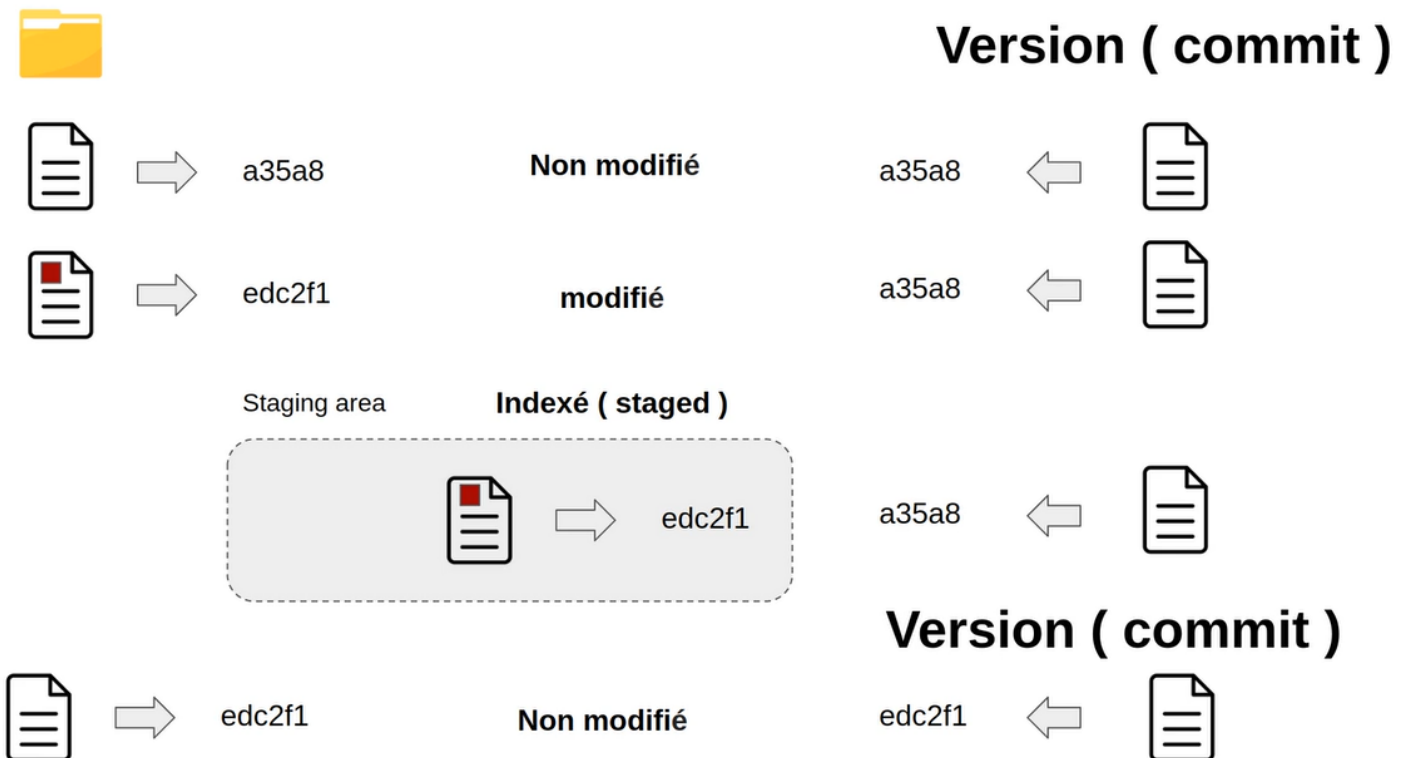 Version ( commit )
a35a8 Non modifié a35a8
edc2f1 modifié a35a8
Staging area Indexé ( staged )
edc2f1 a35a8
Version ( commit )
edc2f1 Non modifié edc2f1